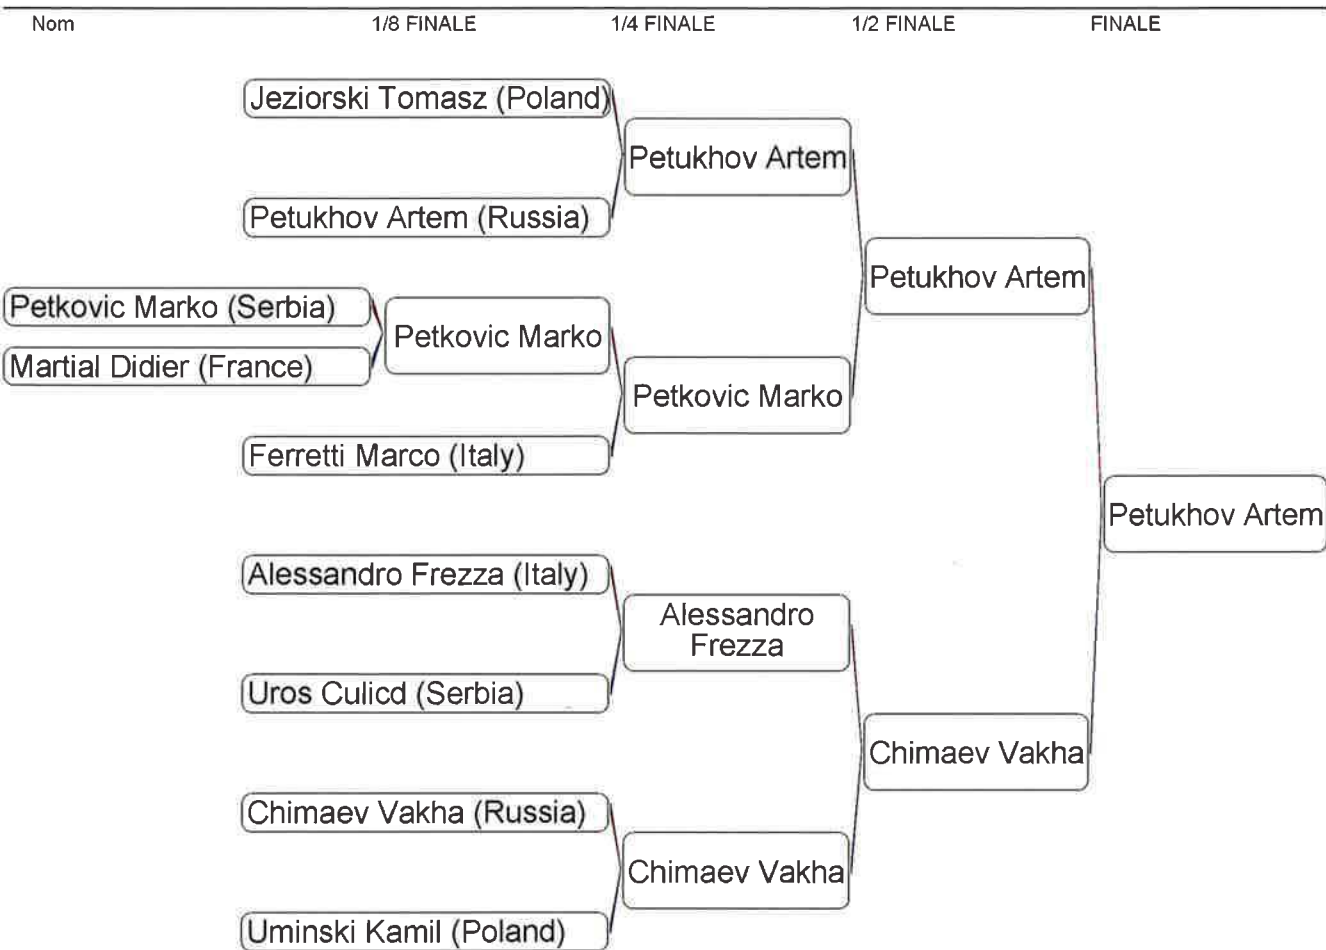 Nom 1/8 FINALE 1/4 FINALE 1/2 FINALE FINALE
Jeziorski Tomasz (Poland)
Petukhov Artem
Petukhov Artem (Russia)
Petukhov Artem
Petkovic Marko (Serbia)
Petkovic Marko
Martial Didier (France)
Petkovic Marko
Ferretti Marco (Italy)
Petukhov Artem
Alessandro Frezza (Italy)
Alessandro
Frezza
Uros Culicd (Serbia)
Chimaev Vakha
Chimaev Vakha (Russia)
Chimaev Vakha
Uminski Kamil (Poland)